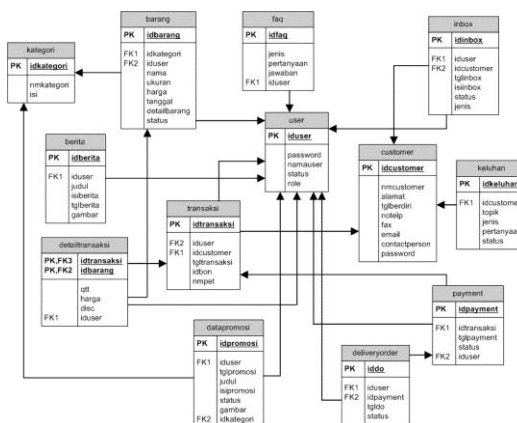 kategori
PK idkategori
nmkategori
isi
barang
PK idbarang
FK1 idkategori
FK2 iduser
nama
ukuran
harga
tanggal
detailbarang
status
faq
PK idfaq
jenis
pertanyaan
jawaban
FK1 iduser
inbox
PK idinbox
FK1 iduser
FK2 idcustomer
tglinbox
isiinbox
status
jenis
user
PK iduser
password
namauser
status
role
berita
PK idberita
FK1 iduser
judul
isiberita
tglberita
gambar
customer
PK idcustomer
nmcustomer
alamat
tglberdiri
notelp
fax
email
contactperson
password
keluhan
PK idkeluhan
FK1 idcustome
topik
jenis
pertanyaa
status
transaksi
PK idtransaksi
FK2 iduser
FK1 idcustomer
tgltransaksi
idbon
nmpet
detailtransaksi
PK,FK3 idtransaksi
PK,FK2 idbarang
qtt
harga
disc
FK1 iduser
payment
PK idpayment
FK1 idtransaksi
tglpayment
status
FK2 iduser
datapromosi
PK idpromosi
FK1 iduser
tglpromosi
judul
isipromosi
status
gambar
FK2 idkategori
deliveryorder
PK iddo
FK1 iduser
FK2 idpayment
tgldo
status